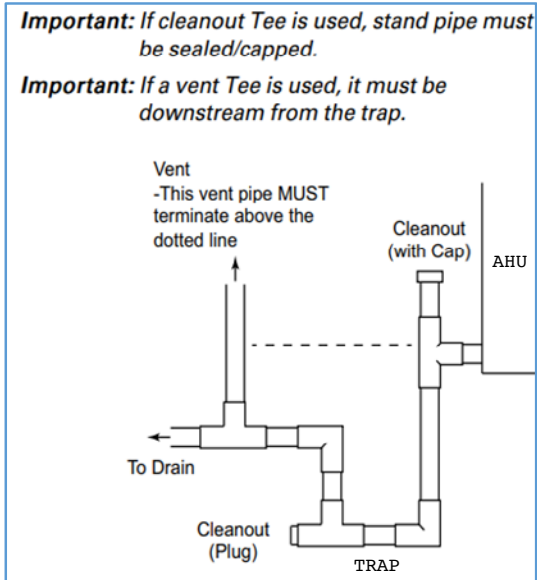 Important: If cleanout Tee is used, stand pipe must
be sealed/capped.
Important: If a vent Tee is used, it must be
downstream from the trap.
Vent
-This vent pipe MUST
terminate above the
dotted line
Cleanout
(with Cap)
AHU
To Drain
Cleanout
(Plug)
TRAP